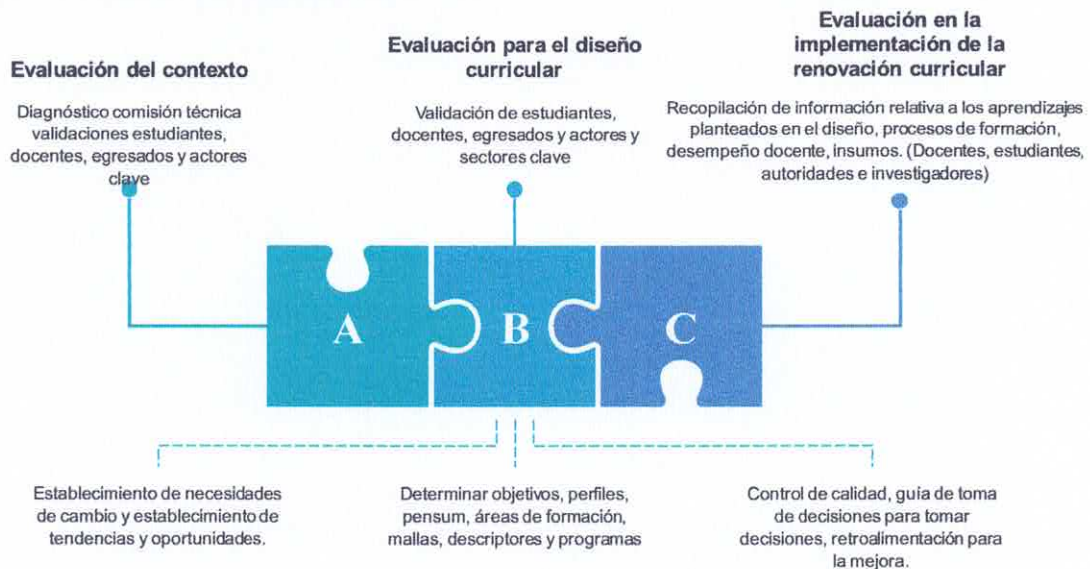 Evaluación del contexto
Diagnóstico comisión técnica
validaciones estudiantes,
docentes, egresados y actores
clave
Evaluación para el diseño
curricular
Validación de estudiantes,
docentes, egresados y actores y
sectores clave
Evaluación en la
implementación de la
renovación curricular
Recopilación de información relativa a los aprendizajes
planteados en el diseño, procesos de formación,
desempeño docente, insumos. (Docentes, estudiantes,
autoridades e investigadores)
A
B
C
Establecimiento de necesidades
de cambio y establecimiento de
tendencias y oportunidades.
Determinar objetivos, perfiles,
pensum, áreas de formación,
mallas, descriptores y programas
Control de calidad, guía de toma
de decisiones para tomar
decisiones, retroalimentación para
la mejora.